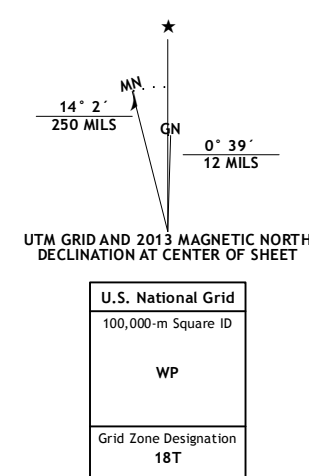 ★
MN
GN
14° 2´
250 MILS
0° 39´
12 MILS
UTM GRID AND 2013 MAGNETIC NORTH
DECLINATION AT CENTER OF SHEET
U.S. National Grid
100,000-m Square ID
WP
Grid Zone Designation
18T